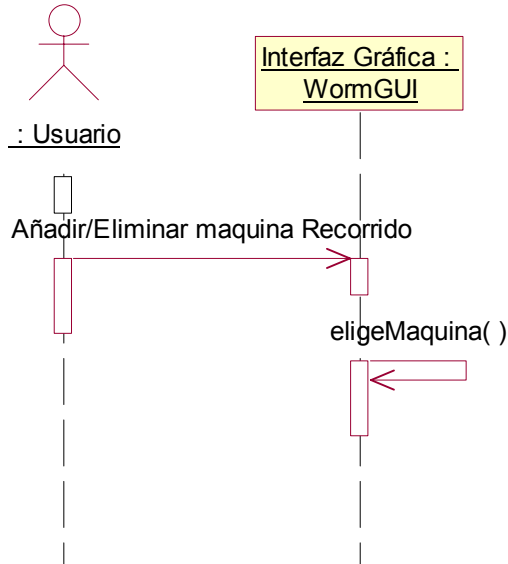 Interfaz Gráfica :
WormGUI
: Usuario
Añadir/Eliminar maquina Recorrido
eligeMaquina( )